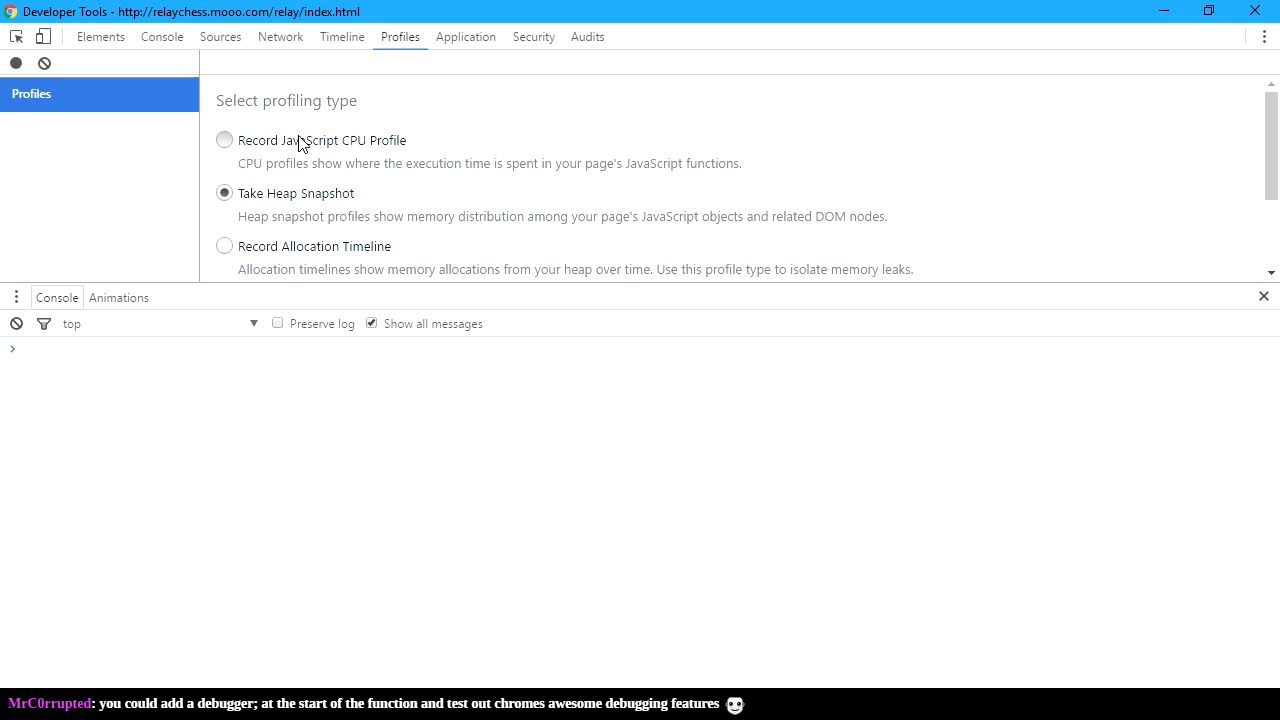 Developer Tools - http://relaychess.mooo.com/relay/index.html
Elements Console Sources Network Timeline Profiles Application Security Audits
Profiles
Select profiling type
Record JavaScript CPU Profile
CPU profiles show where the execution time is spent in your page's JavaScript functions.
Take Heap Snapshot
Heap snapshot profiles show memory distribution among your page's JavaScript objects and related DOM nodes.
Record Allocation Timeline
Allocation timelines show memory allocations from your heap over time. Use this profile type to isolate memory leaks.
Console Animations
top Preserve log Show all messages
MrC0rrupted: you could add a debugger; at the start of the function and test out chromes awesome debugging features